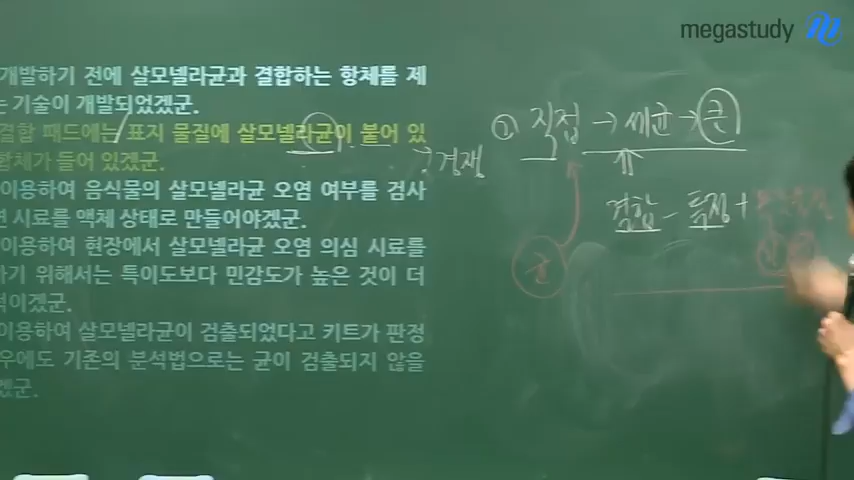 megastudy
개발하기 전에 살모넬라균과 결합하는 항체를 제
는 기술이 개발되었겠군.
결합 패드에는 표지 물질에 살모넬라균이 붙어 있
항체가 들어 있겠군.
이용하여 음식물의 살모넬라균 오염 여부를 검사
면 시료를 액체 상태로 만들어야겠군.
이용하여 현장에서 살모넬라균 오염 의심 시료를
하기 위해서는 특이도보다 민감도가 높은 것이 더
적이겠군.
이용하여 살모넬라균이 검출되었다고 키트가 판정
우에도 기존의 분석법으로는 균이 검출되지 않을
겠군.
① 직접 → 세균 → 큰
결합 - 특정 +
균